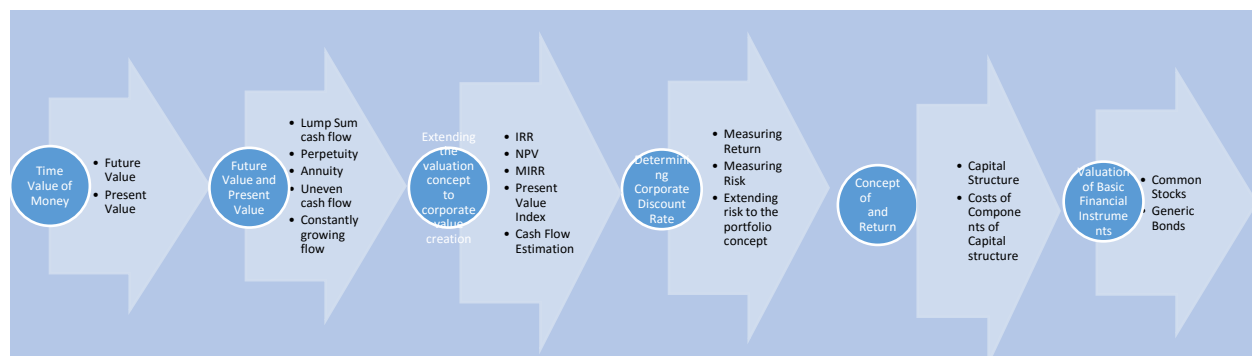 Time
Value of
Money
• Future
Value
• Present
Value
Future
Value and
Present
Value
• Lump Sum
cash flow
• Perpetuity
• Annuity
• Uneven
cash flow
• Constantly
growing
flow
Extending
the
valuation
concept
to
corporate
value
creation
• IRR
• NPV
• MIRR
• Present
Value
Index
• Cash Flow
Estimation
Determini
ng
Corporate
Discount
Rate
• Measuring
Return
• Measuring
Risk
• Extending
risk to the
portfolio
concept
Concept
of and
Return
• Capital
Structure
• Costs of
Compone
nts of
Capital
structure
Valuation
of Basic
Financial
Instrume
nts
• Common
Stocks
• Generic
Bonds